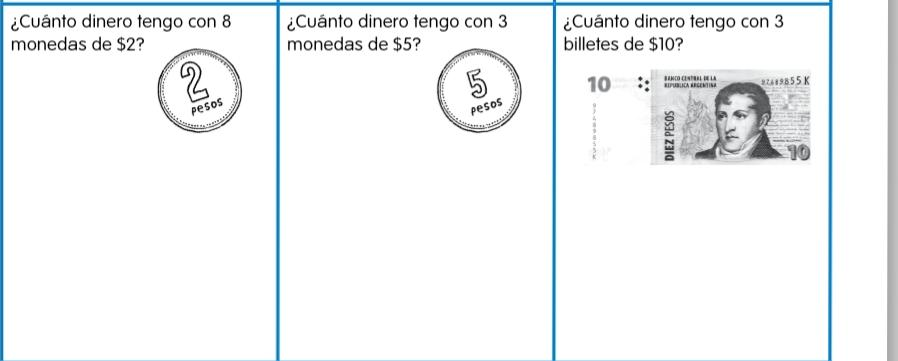 ¿Cuánto dinero tengo con 8
monedas de $2?
2
pesos
¿Cuánto dinero tengo con 3
monedas de $5?
5
pesos
¿Cuánto dinero tengo con 3
billetes de $10?
10
BANCO CENTRAL DE LA
REPUBLICA ARGENTINA
97689855 K
DIEZ PESOS
10